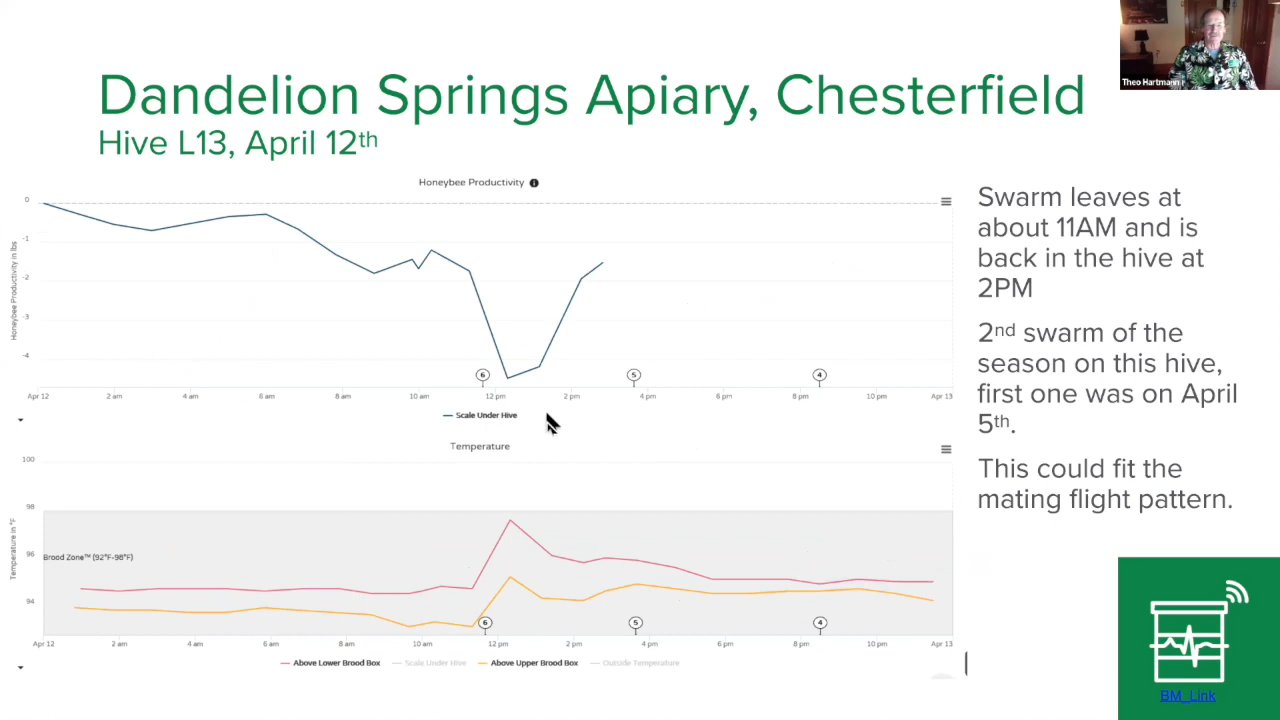 Theo Hartmann
Dandelion Springs Apiary, Chesterfield
Hive L13, April 12th
Honeybee Productivity
0
-1
-2
-3
-4
Honeybee Productivity in lbs
6
5
4
Apr 12 2 am 4 am 6 am 8 am 10 am 12 pm 2 pm 4 pm 6 pm 8 pm 10 pm Apr 13
Scale Under Hive
Temperature
100
98
96
94
Temperature in °F
Brood Zone™ (92°F-98°F)
6
5
4
Apr 12 2 am 4 am 6 am 8 am 10 am 12 pm 2 pm 4 pm 6 pm 8 pm 10 pm Apr 13
Above Lower Brood Box Scale Under Hive Above Upper Brood Box Outside Temperature
Swarm leaves at
about 11AM and is
back in the hive at
2PM
2nd swarm of the
season on this hive,
first one was on April
5th.
This could fit the
mating flight pattern.
BM_Link